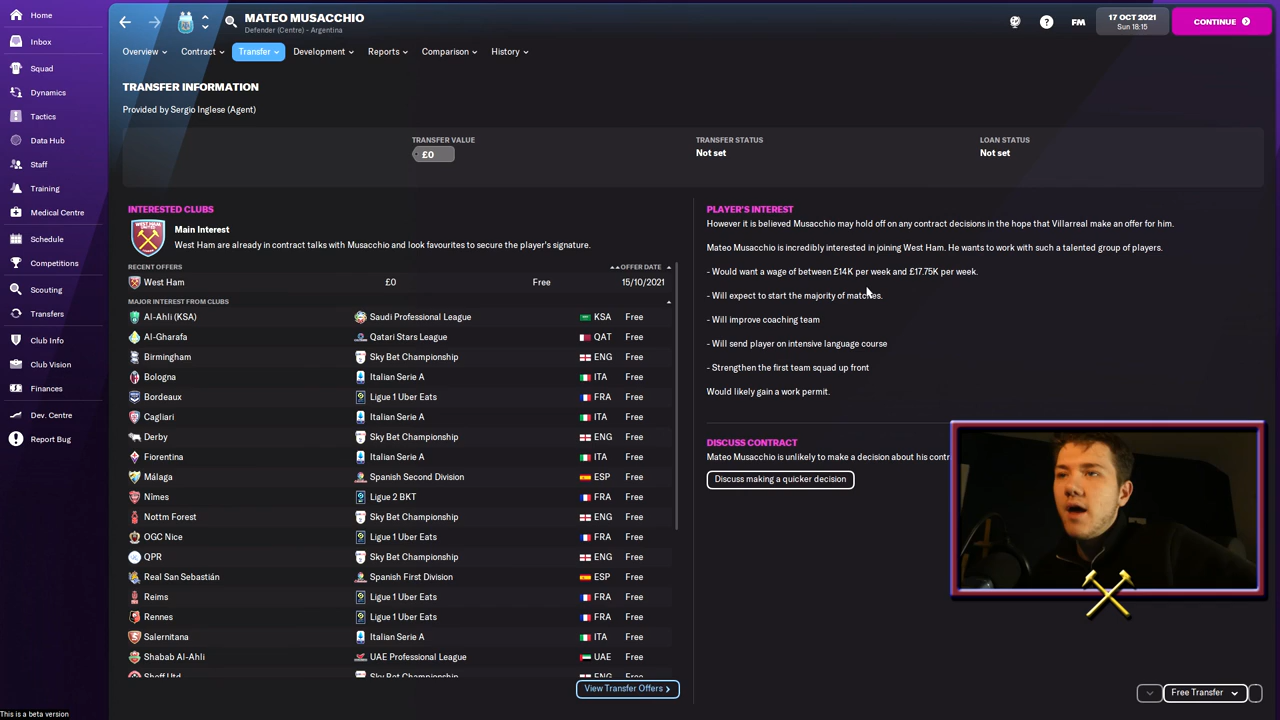 Home
Inbox
Squad
Dynamics
Tactics
Data Hub
Staff
Training
Medical Centre
Schedule
Competitions
Scouting
Transfers
Club Info
Club Vision
Finances
Dev. Centre
Report Bug
This is a beta version
MATEO MUSACCHIO
Defender (Centre) - Argentina
FM
17 OCT 2021
Sun 18:15
CONTINUE
Overview
Contract
Transfer
Development
Reports
Comparison
History
TRANSFER INFORMATION
Provided by Sergio Inglese (Agent)
TRANSFER VALUE
£0
TRANSFER STATUS
Not set
LOAN STATUS
Not set
INTERESTED CLUBS
Main Interest
West Ham are already in contract talks with Musacchio and look favourites to secure the player's signature.
RECENT OFFERS OFFER DATE
West Ham £0 Free 15/10/2021
MAJOR INTEREST FROM CLUBS
Al-Ahli (KSA) Saudi Professional League KSA Free
Al-Gharafa Qatari Stars League QAT Free
Birmingham Sky Bet Championship ENG Free
Bologna Italian Serie A ITA Free
Bordeaux Ligue 1 Uber Eats FRA Free
Cagliari Italian Serie A ITA Free
Derby Sky Bet Championship ENG Free
Fiorentina Italian Serie A ITA Free
Málaga Spanish Second Division ESP Free
Nîmes Ligue 2 BKT FRA Free
Nottm Forest Sky Bet Championship ENG Free
OGC Nice Ligue 1 Uber Eats FRA Free
QPR Sky Bet Championship ENG Free
Real San Sebastián Spanish First Division ESP Free
Reims Ligue 1 Uber Eats FRA Free
Rennes Ligue 1 Uber Eats FRA Free
Salernitana Italian Serie A ITA Free
Shabab Al-Ahli UAE Professional League UAE Free
Sheff Utd Sky Bet Championship ENG Free
View Transfer Offers
PLAYER'S INTEREST
However it is believed Musacchio may hold off on any contract decisions in the hope that Villarreal make an offer for him.
Mateo Musacchio is incredibly interested in joining West Ham. He wants to work with such a talented group of players.
- Would want a wage of between £14K per week and £17.75K per week.
- Will expect to start the majority of matches.
- Will improve coaching team
- Will send player on intensive language course
- Strengthen the first team squad up front
Would likely gain a work permit.
DISCUSS CONTRACT
Mateo Musacchio is unlikely to make a decision about his contr
Discuss making a quicker decision
Free Transfer